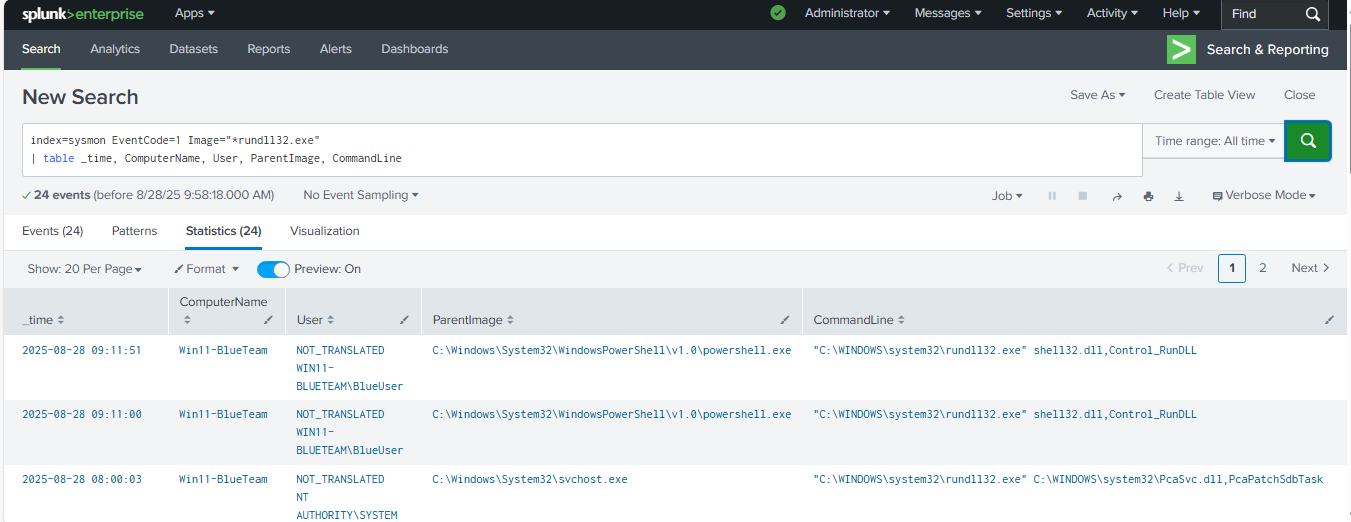 splunk>enterprise Apps Administrator Messages Settings Activity Help Find
Search Analytics Datasets Reports Alerts Dashboards > Search & Reporting
New Search Save As Create Table View Close
index=sysmon EventCode=1 Image="*rundll32.exe"
| table _time, ComputerName, User, ParentImage, CommandLine
Time range: All time
24 events (before 8/28/25 9:58:18.000 AM) No Event Sampling Job Verbose Mode
Events (24) Patterns Statistics (24) Visualization
Show: 20 Per Page Format Preview: On < Prev 1 2 Next >
_time ComputerName User ParentImage CommandLine
2025-08-28 09:11:51 Win11-BlueTeam NOT_TRANSLATED C:\Windows\System32\WindowsPowerShell\v1.0\powershell.exe "C:\WINDOWS\system32\rundll32.exe" shell32.dll,Control_RunDLL
WIN11-
BLUETEAM\BlueUser
2025-08-28 09:11:00 Win11-BlueTeam NOT_TRANSLATED C:\Windows\System32\WindowsPowerShell\v1.0\powershell.exe "C:\WINDOWS\system32\rundll32.exe" shell32.dll,Control_RunDLL
WIN11-
BLUETEAM\BlueUser
2025-08-28 08:00:03 Win11-BlueTeam NOT_TRANSLATED C:\Windows\System32\svchost.exe "C:\WINDOWS\system32\rundll32.exe" C:\WINDOWS\system32\PcaSvc.dll,PcaPatchSdbTask
NT
AUTHORITY\SYSTEM